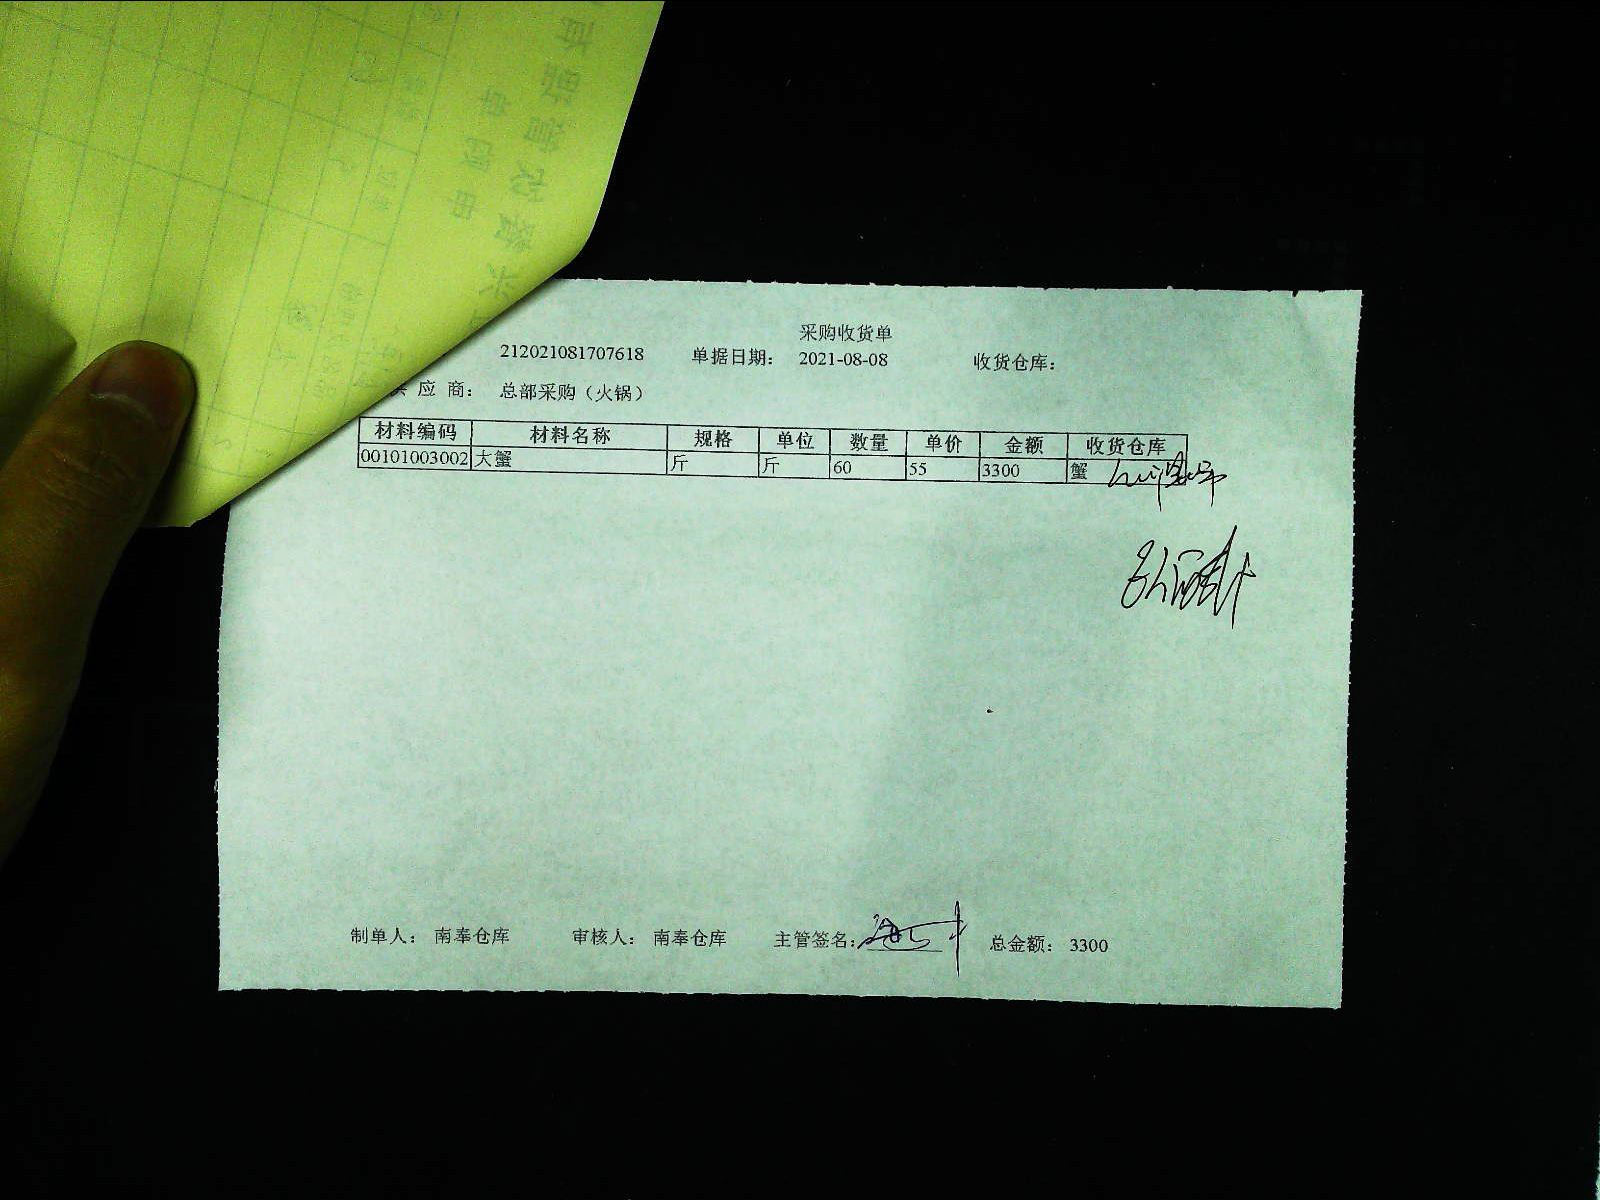 采购收货单
212021081707618 单据日期： 2021-08-08 收货仓库：
应 商： 总部采购（火锅）
材料编码 材料名称 规格 单位 数量 单价 金额 收货仓库
00101003002 大蟹 斤 斤 60 55 3300 蟹
制单人： 南奉仓库 审核人： 南奉仓库 主管签名： 总金额： 3300